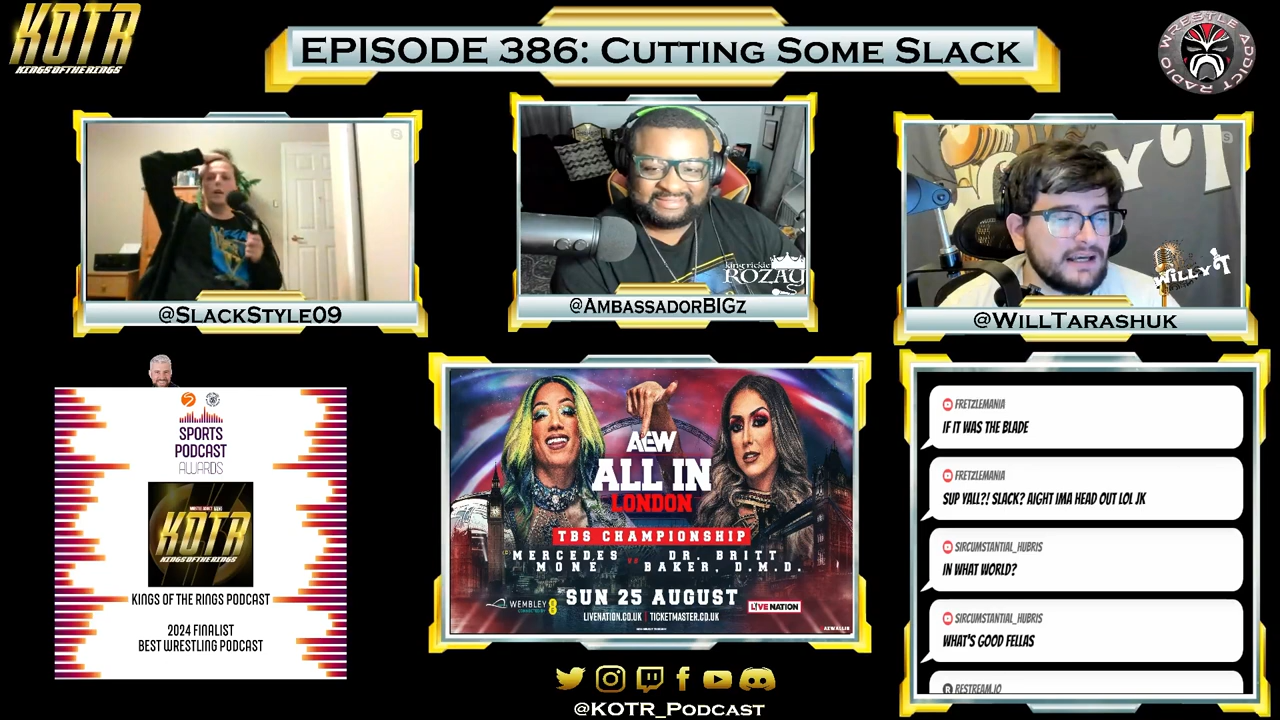 KOTR
KINGS OF THE RINGS
EPISODE 386: CUTTING SOME SLACK
WRESTLE ADDICT RADIO
@SLACKSTYLE09
king rickie
ROZAY
@AMBASSADORBIGZ
WILLY T
@WILLTARASHUK
SPORTS
PODCAST
AWARDS
KOTR
KINGS OF THE RINGS
KINGS OF THE RINGS PODCAST
2024 FINALIST
BEST WRESTLING PODCAST
AEW
ALL IN
LONDON
TBS CHAMPIONSHIP
MERCEDES MONE VS DR. BRITT BAKER, D.M.D.
SUN 25 AUGUST
WEMBLEY
LIVENATION.CO.UK | TICKETMASTER.CO.UK
LIVE NATION
@KOTR_PODCAST
FRETZLEMANIA
IF IT WAS THE BLADE
FRETZLEMANIA
SUP YALL?! SLACK? AIGHT IMA HEAD OUT LOL JK
SIRCUMSTANTIAL_HUBRIS
IN WHAT WORLD?
SIRCUMSTANTIAL_HUBRIS
WHAT'S GOOD FELLAS
RESTREAM.IO